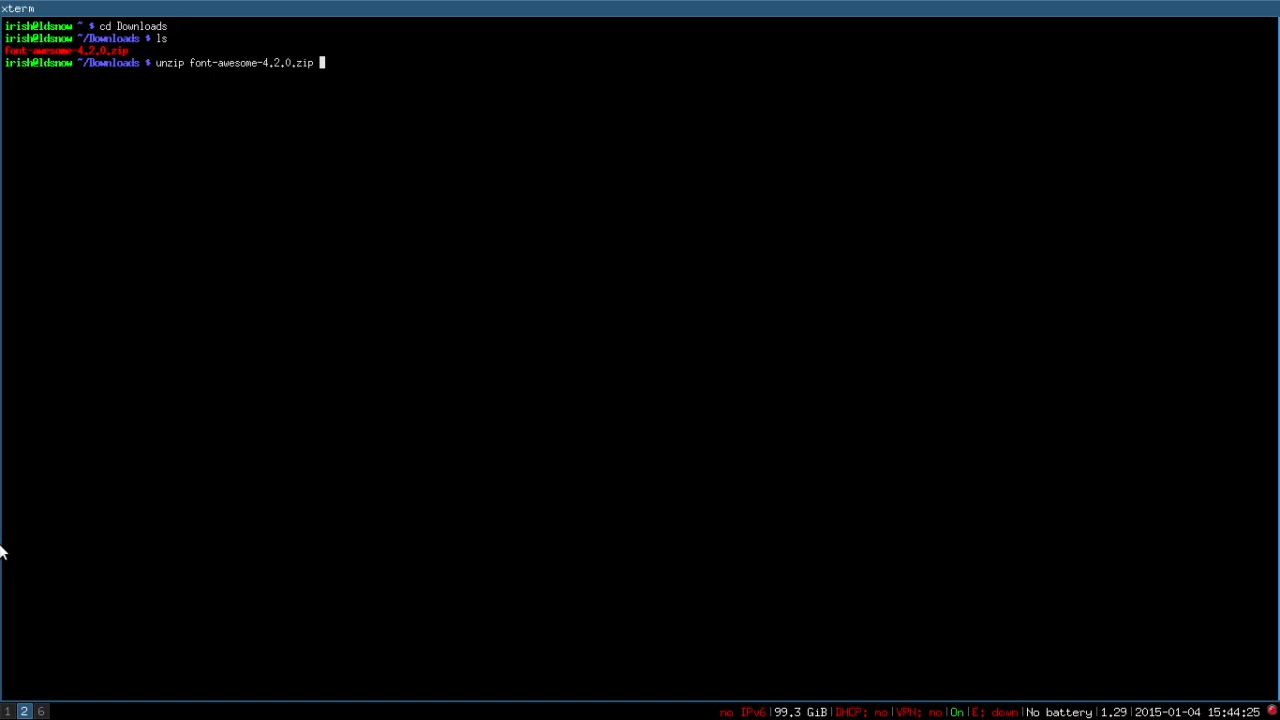 xterm
irish@ldsnow ~ $ cd Downloads
irish@ldsnow ~/Downloads $ ls
font-awesome-4.2.0.zip
irish@ldsnow ~/Downloads $ unzip font-awesome-4.2.0.zip
1 2 6 no IPv6|99.3 GiB|DHCP: no|VPN: no|On|E: down|No battery|1.29|2015-01-04 15:44:25